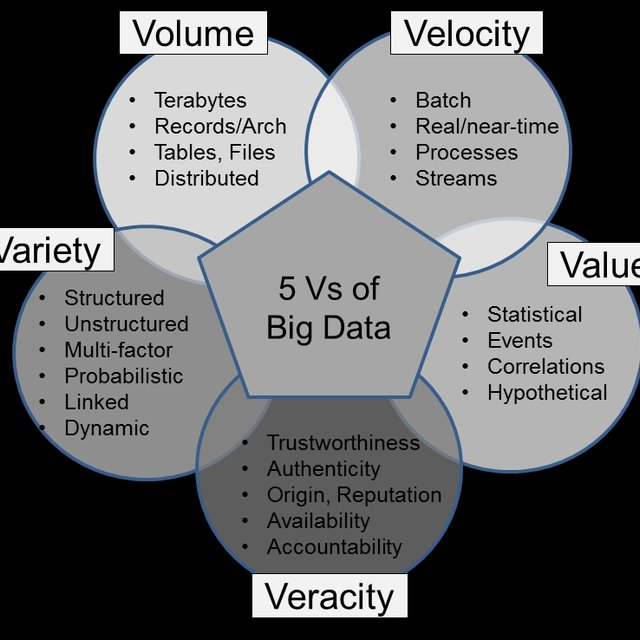 Volume
• Terabytes
• Records/Arch
• Tables, Files
• Distributed
Velocity
• Batch
• Real/near-time
• Processes
• Streams
Variety
• Structured
• Unstructured
• Multi-factor
• Probabilistic
• Linked
• Dynamic
5 Vs of
Big Data
Value
• Statistical
• Events
• Correlations
• Hypothetical
• Trustworthiness
• Authenticity
• Origin, Reputation
• Availability
• Accountability
Veracity